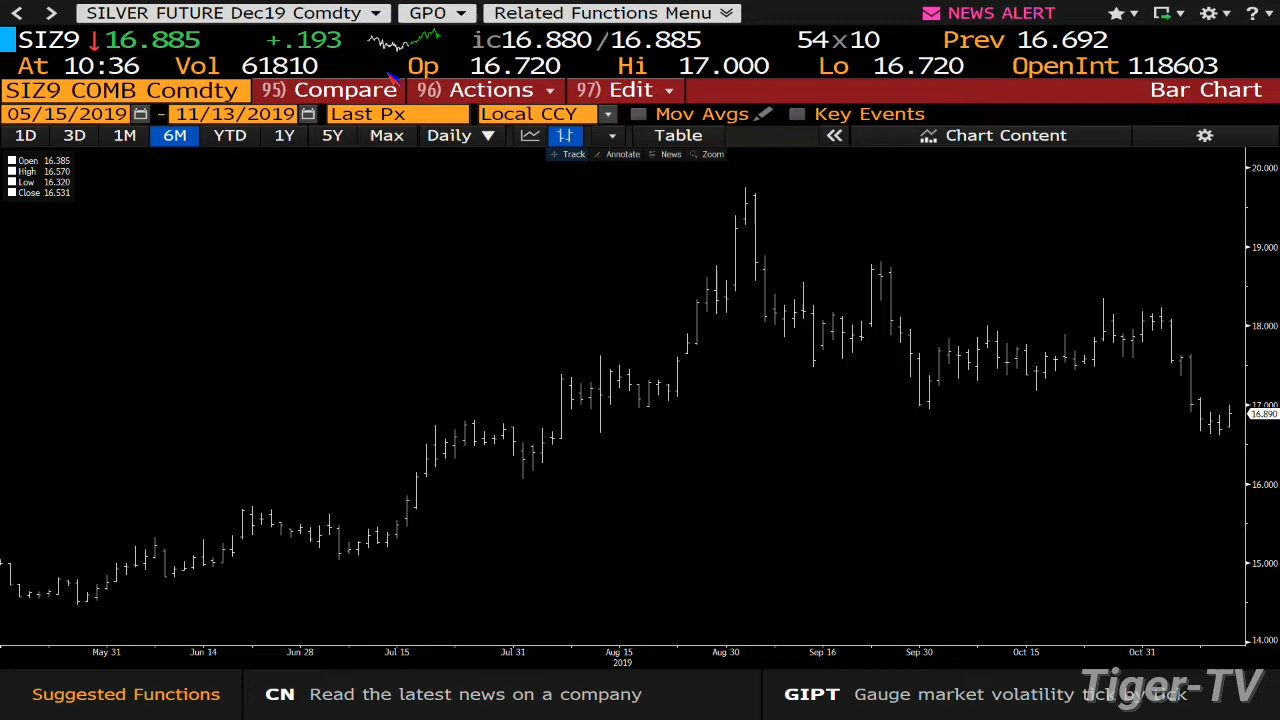 SILVER FUTURE Dec19 Comdty GPO Related Functions Menu NEWS ALERT ?
SIZ9 ↓16.885 +.193 ic16.880/16.885 54x10 Prev 16.692
At 10:36 Vol 61810 Op 16.720 Hi 17.000 Lo 16.720 OpenInt 118603
SIZ9 COMB Comdty 95) Compare 96) Actions 97) Edit Bar Chart
05/15/2019 - 11/13/2019 Last Px Local CCY Mov Avgs Key Events
1D 3D 1M 6M YTD 1Y 5Y Max Daily ▼ Table « Chart Content
Track Annotate News Zoom
Open 16.385
High 16.570
Low 16.320
Close 16.531
20.000
19.000
18.000
17.000
16.890
16.000
15.000
14.000
May 31 Jun 14 Jun 28 Jul 15 Jul 31 Aug 15 Aug 30 Sep 16 Sep 30 Oct 15 Oct 31
2019
Suggested Functions CN Read the latest news on a company GIPT Gauge market volatility tick by tick
Tiger-TV